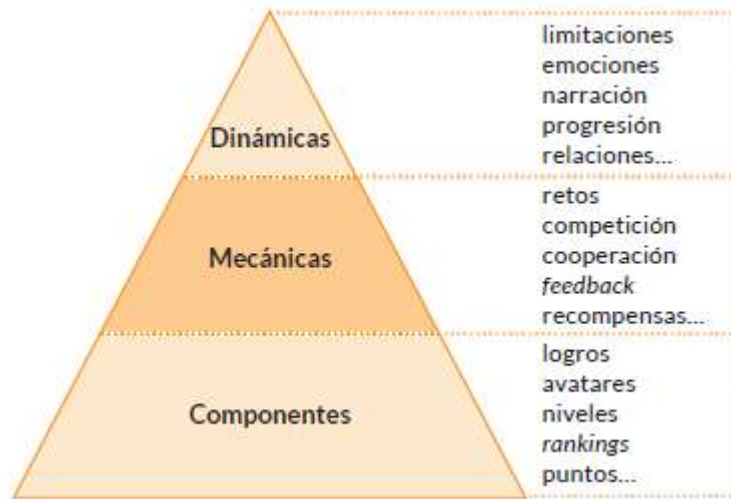 Dinámicas
limitaciones
emociones
narración
progresión
relaciones...
Mecánicas
retos
competición
cooperación
feedback
recompensas...
Componentes
logros
avatares
niveles
rankings
puntos...